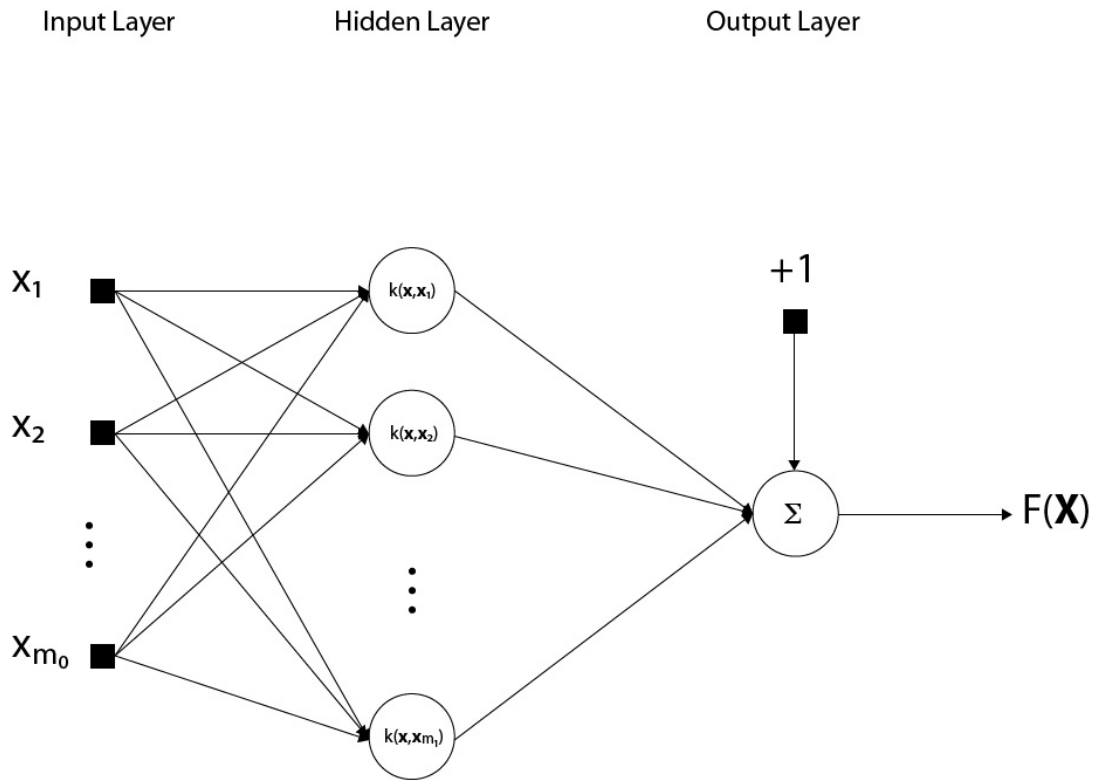 Input Layer
Hidden Layer
Output Layer
x₁
k(x,x₁)
+1
x₂
k(x,x₂)
Σ
F(X)
xₘ₀
k(x,xₘ₁)